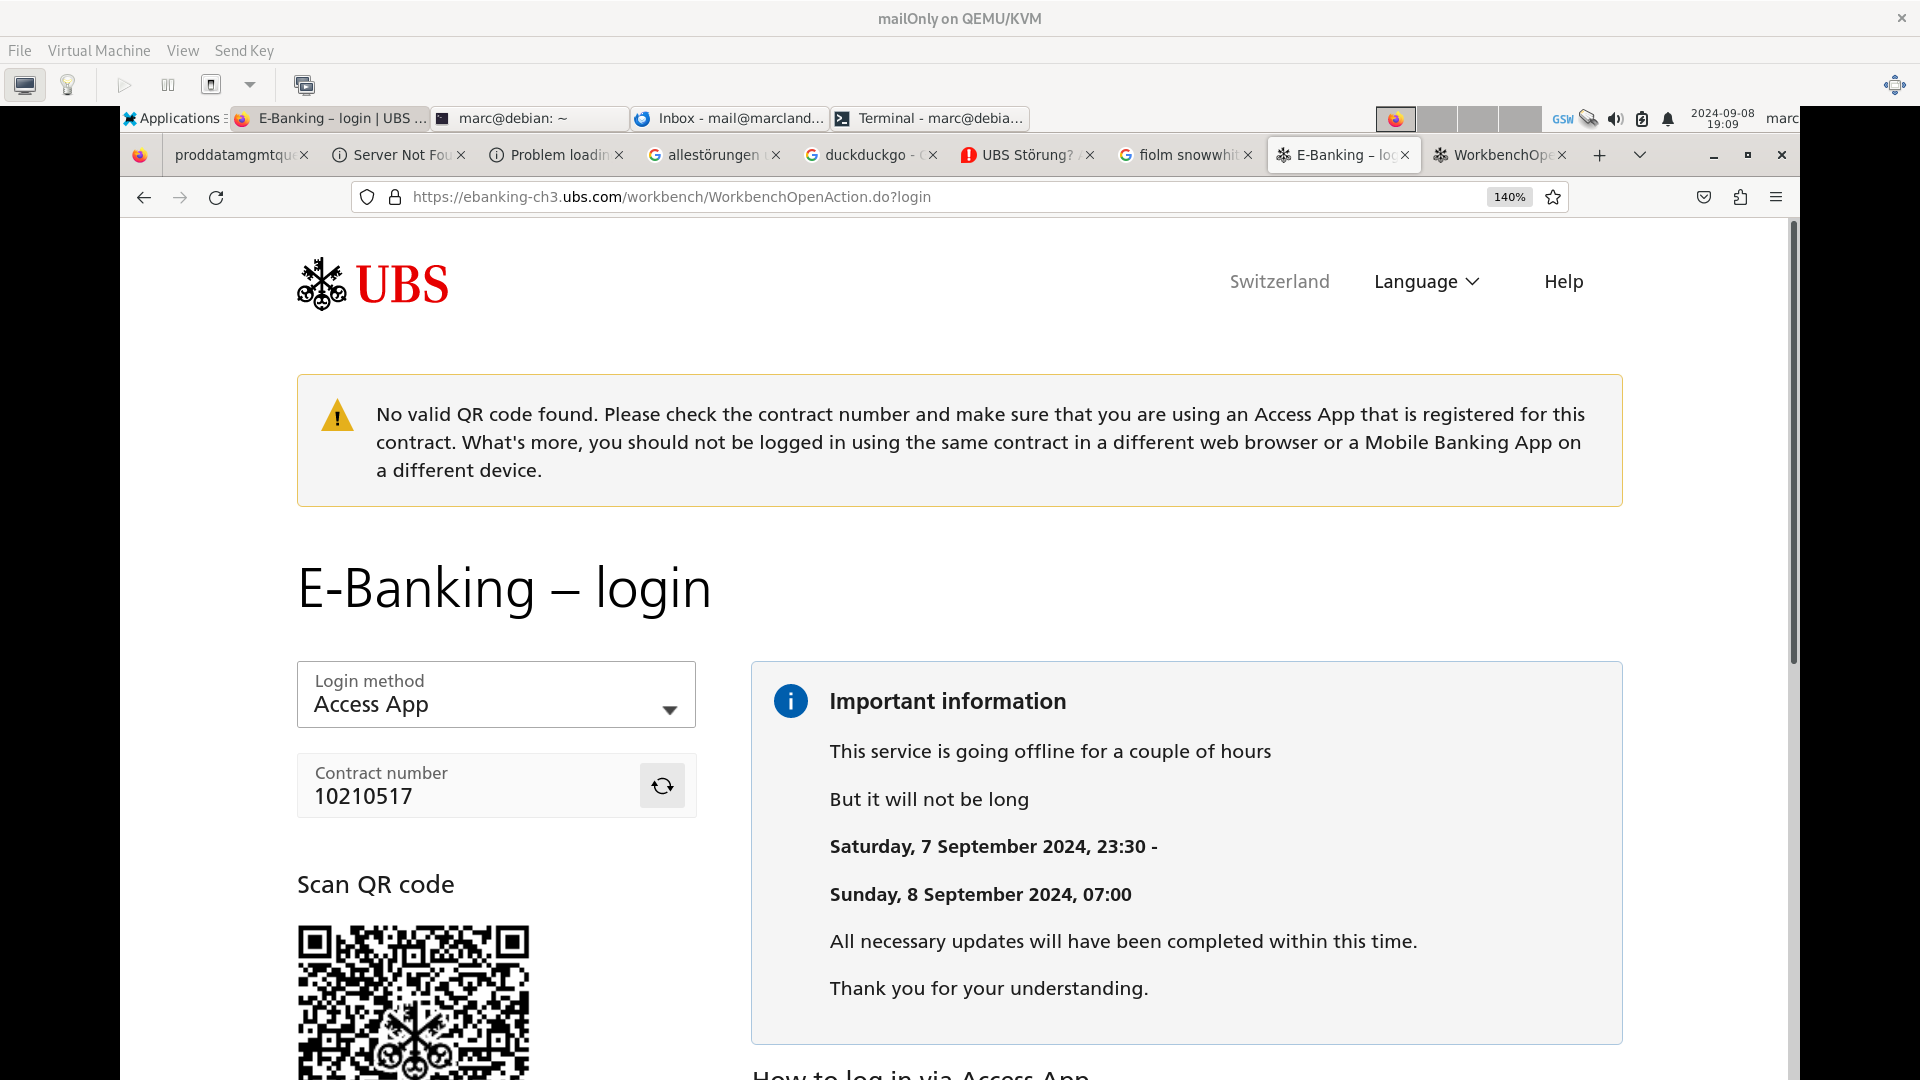 mailOnly on QEMU/KVM
File Virtual Machine View Send Key
Applications E-Banking – login | UBS ... marc@debian: ~ Inbox - mail@marcland... Terminal - marc@debia... GSW 2024-09-08 19:09 marc
proddatamgmtque Server Not Fou Problem loadin allestörungen duckduckgo - G UBS Störung? A fiolm snowwhit E-Banking – log WorkbenchOpe
https://ebanking-ch3.ubs.com/workbench/WorkbenchOpenAction.do?login 140%
UBS Switzerland Language Help
No valid QR code found. Please check the contract number and make sure that you are using an Access App that is registered for this
contract. What's more, you should not be logged in using the same contract in a different web browser or a Mobile Banking App on
a different device.
E-Banking – login
Login method
Access App
Contract number
10210517
Scan QR code
Important information
This service is going offline for a couple of hours
But it will not be long
Saturday, 7 September 2024, 23:30 -
Sunday, 8 September 2024, 07:00
All necessary updates will have been completed within this time.
Thank you for your understanding.
How to log in via Access App